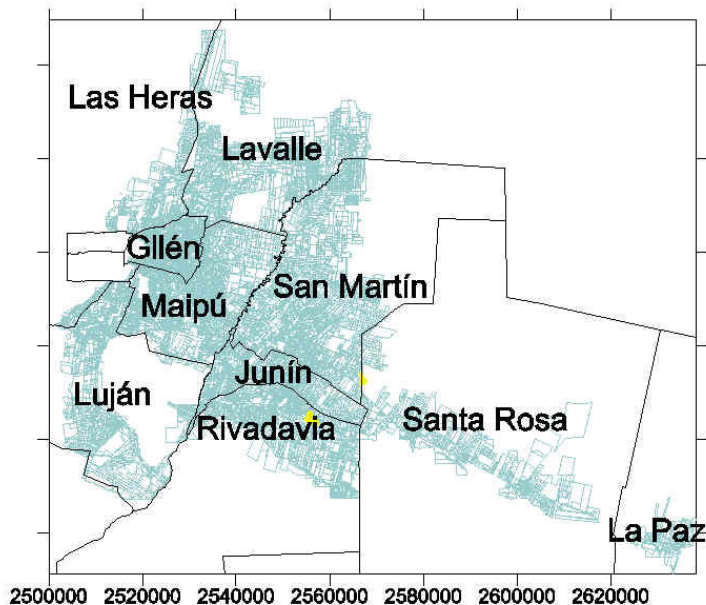 Las Heras
Lavalle
Gllén
San Martín
Maipú
Junín
Luján
Rivadavia
Santa Rosa
La Paz
2500000 2520000 2540000 2560000 2580000 2600000 2620000